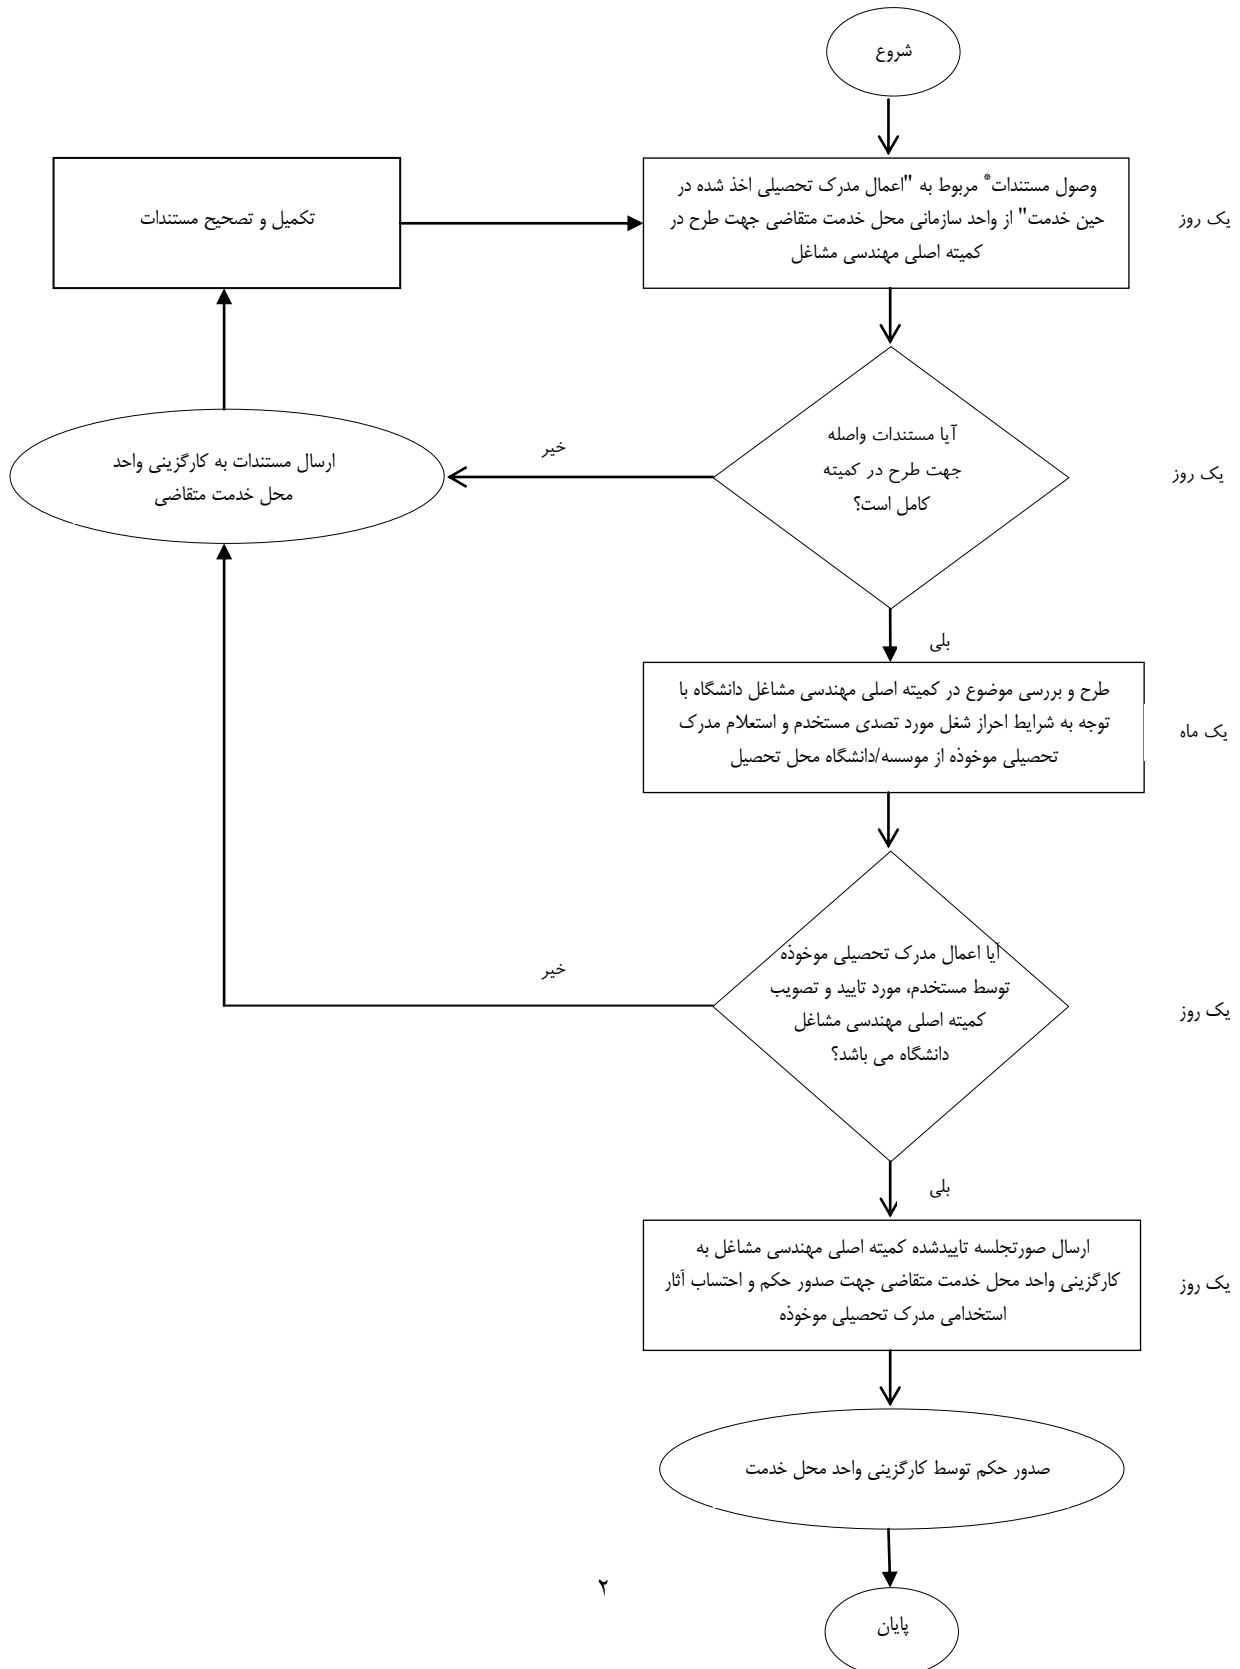 شروع
وصول مستندات* مربوط به "اعمال مدرک تحصیلی اخذ شده در
حین خدمت" از واحد سازمانی محل خدمت متقاضی جهت طرح در
کمیته اصلی مهندسی مشاغل
یک روز
تکمیل و تصحیح مستندات
آیا مستندات واصله
جهت طرح در کمیته
کامل است؟
یک روز
خیر
ارسال مستندات به کارگزینی واحد
محل خدمت متقاضی
بلی
طرح و بررسی موضوع در کمیته اصلی مهندسی مشاغل دانشگاه با
توجه به شرایط احراز شغل مورد تصدی مستخدم و استعلام مدرک
تحصیلی موخوذه از موسسه/دانشگاه محل تحصیل
یک ماه
آیا اعمال مدرک تحصیلی موخوذه
توسط مستخدم، مورد تایید و تصویب
کمیته اصلی مهندسی مشاغل
دانشگاه می باشد؟
یک روز
خیر
بلی
ارسال صورتجلسه تاییدشده کمیته اصلی مهندسی مشاغل به
کارگزینی واحد محل خدمت متقاضی جهت صدور حکم و احتساب آثار
استخدامی مدرک تحصیلی موخوذه
یک روز
صدور حکم توسط کارگزینی واحد محل خدمت
۲
پایان